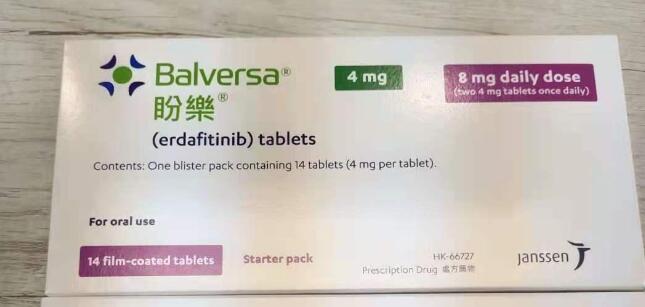 Balversa®
盼樂®
4 mg
8 mg daily dose
(two 4 mg tablets once daily)
(erdafitinib) tablets
Contents: One blister pack containing 14 tablets (4 mg per tablet).
For oral use
14 film-coated tablets
Starter pack
HK-66727
Prescription Drug 處方藥物
janssen